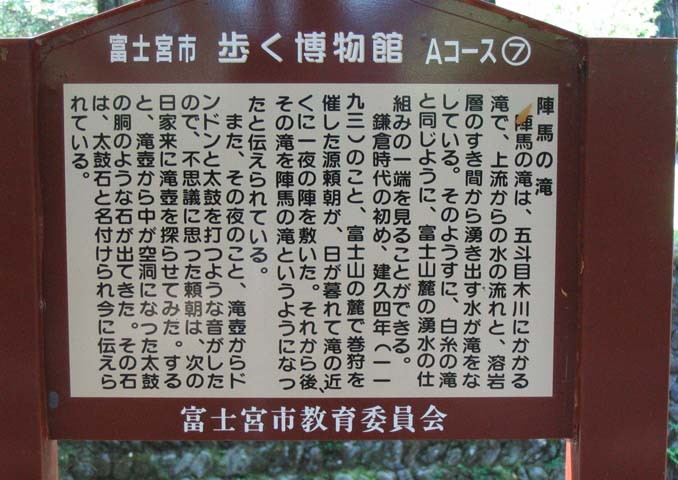 富士宮市 歩く博物館 Aコース⑦
陣馬の滝
陣馬の滝は、五斗目木川にかかる
滝で、上流からの水の流れと、溶岩
層のすき間から湧き出す水が滝をな
している。そのようすに、白糸の滝
と同じように、富士山麓の湧水の仕
組みの一端を見ることができる。
鎌倉時代の初め、建久四年（一一
九三）のこと、富士山の麓で巻狩を
催した源頼朝が、日が暮れて滝の近
くに一夜の陣を敷いた。それから後、
その滝を陣馬の滝というようになっ
たと伝えられている。
また、その夜のこと、滝壺からド
ンドンと太鼓を打つような音がした
ので、不思議に思った頼朝は、次の
日家来に滝壺を探らせてみた。する
と、滝壺から中が空洞になった太鼓
の胴のような石が出てきた。その石
は、太鼓石と名付けられ今に伝えら
れている。
富士宮市教育委員会